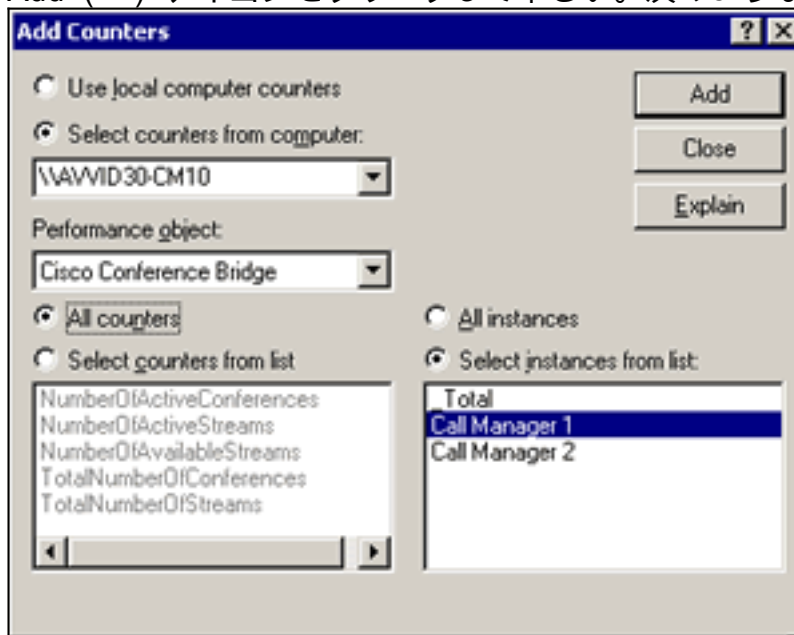 Add Counters
Use local computer counters
Add
Select counters from computer:
Close
\\AVVID30-CM10
Explain
Performance object:
Cisco Conference Bridge
All counters
All instances
Select counters from list
Select instances from list:
NumberOfActiveConferences
NumberOfActiveStreams
NumberOfAvailableStreams
TotalNumberOfConferences
TotalNumberOfStreams
_Total
Call Manager 1
Call Manager 2